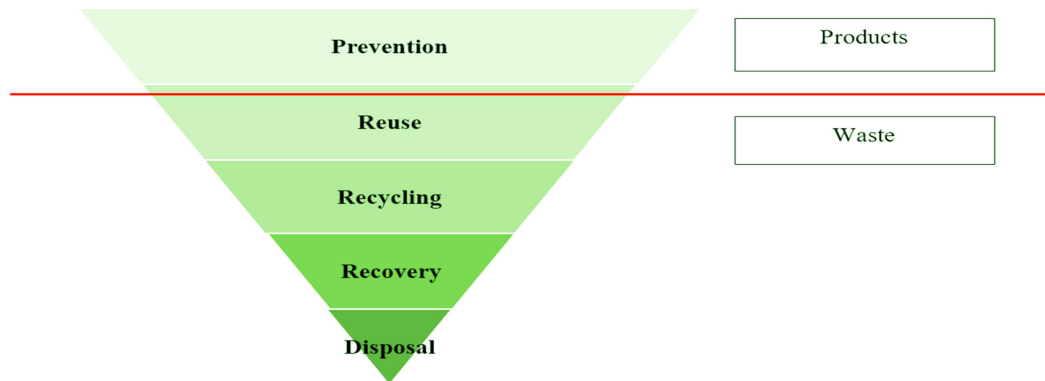 Prevention
Products
Reuse
Waste
Recycling
Recovery
Disposal